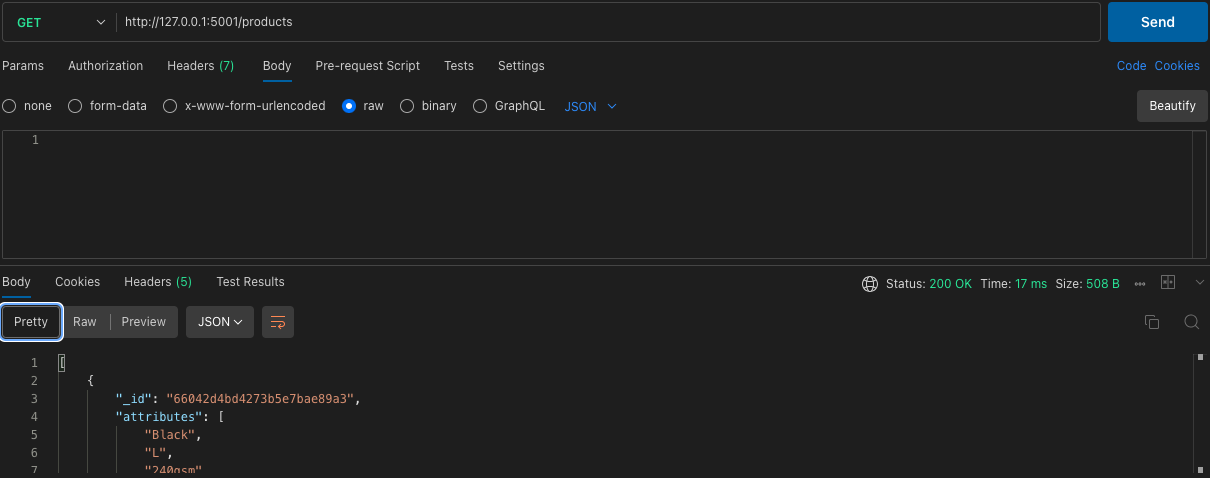 GET http://127.0.0.1:5001/products Send
Params Authorization Headers (7) Body Pre-request Script Tests Settings Code Cookies
none form-data x-www-form-urlencoded raw binary GraphQL JSON Beautify
1
Body Cookies Headers (5) Test Results Status: 200 OK Time: 17 ms Size: 508 B
Pretty Raw Preview JSON
1 [
2 {
3 "_id": "66042d4bd4273b5e7bae89a3",
4 "attributes": [
5 "Black",
6 "L",
7 "240gsm"